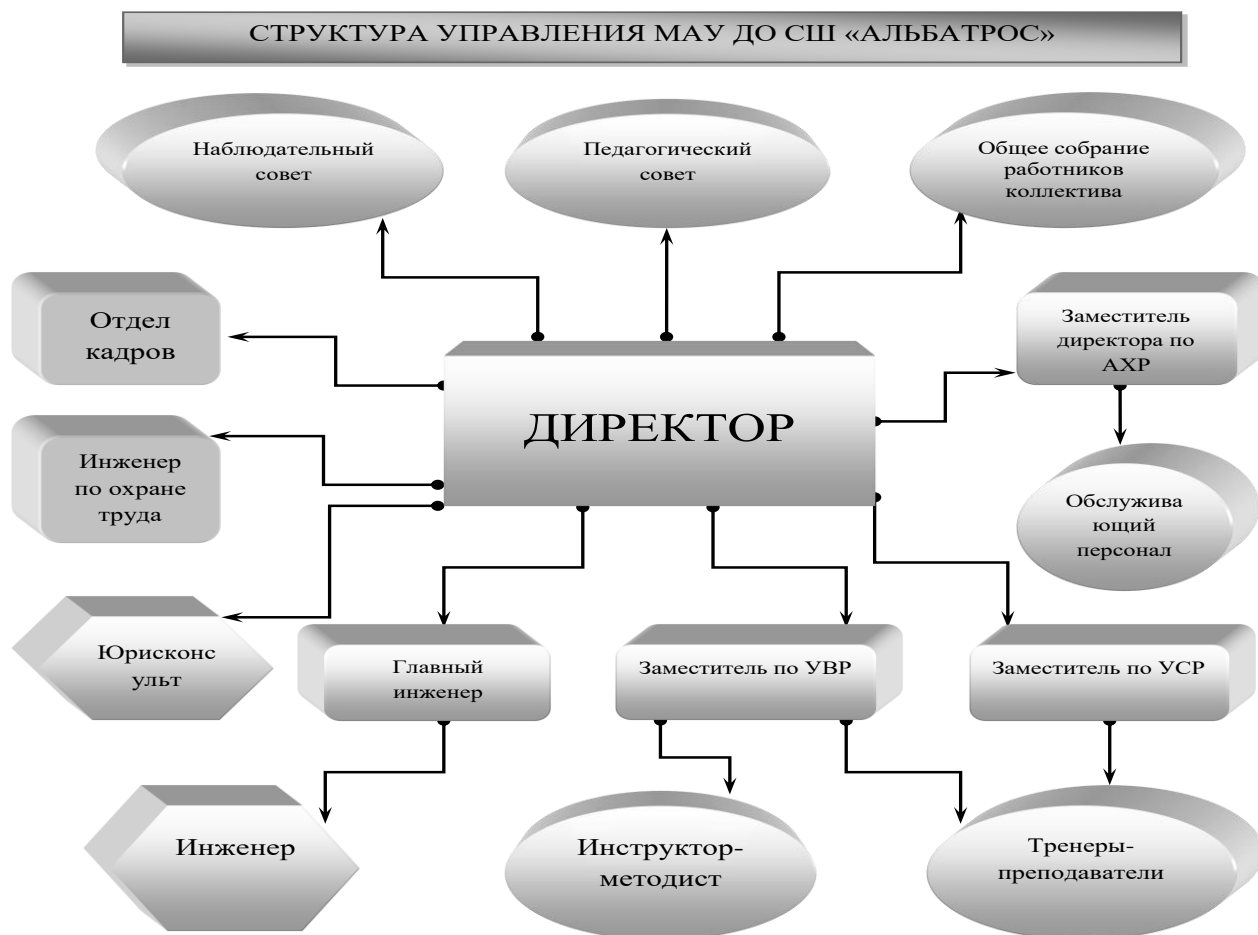 СТРУКТУРА УПРАВЛЕНИЯ МАУ ДО СШ «АЛЬБАТРОС»
Наблюдательный
совет
Педагогический
совет
Общее собрание
работников
коллектива
Отдел
кадров
Заместитель
директора по
АХР
ДИРЕКТОР
Инженер
по охране
труда
Обслужива
ющий
персонал
Юрисконс
ульт
Главный
инженер
Заместитель по УВР
Заместитель по УСР
Инженер
Инструктор-
методист
Тренеры-
преподаватели